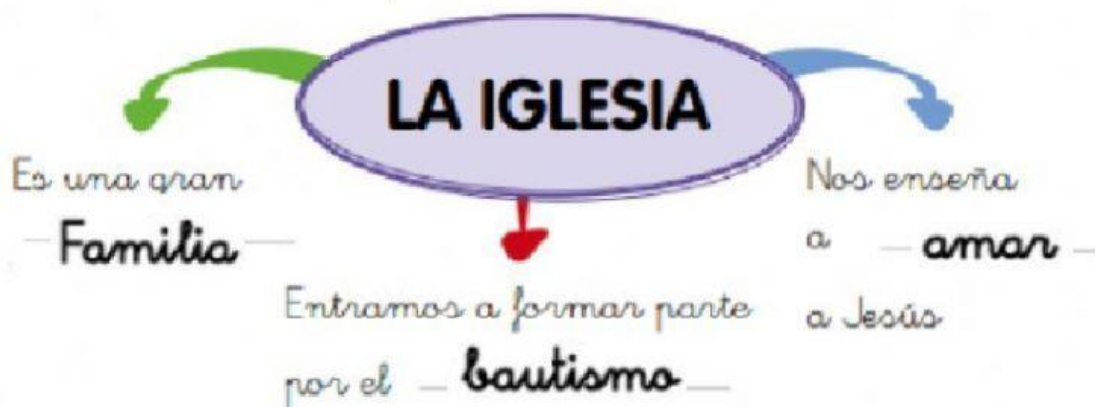 LA IGLESIA
Es una gran
Familia
Entramos a formar parte
por el bautismo
Nos enseña
a amar
a Jesús